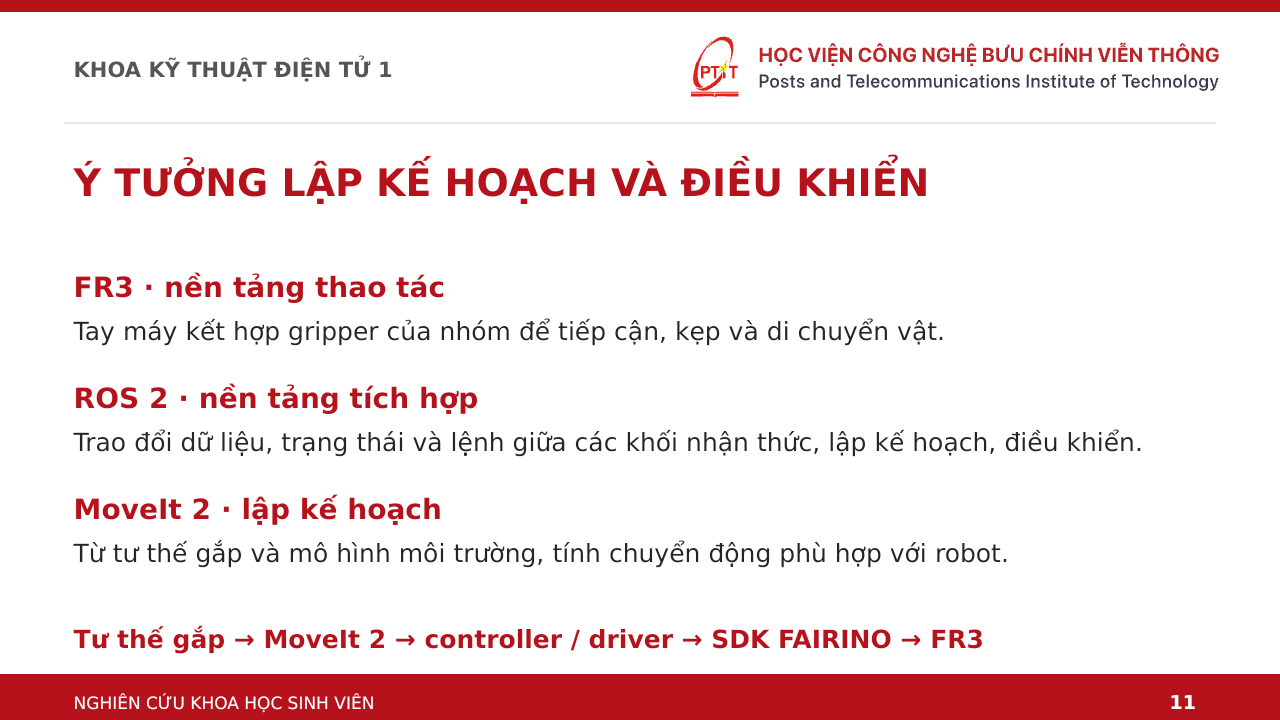 KHOA KỸ THUẬT ĐIỆN TỬ 1
PTIT
HỌC VIỆN CÔNG NGHỆ BƯU CHÍNH VIỄN THÔNG
Posts and Telecommunications Institute of Technology
Ý TƯỞNG LẬP KẾ HOẠCH VÀ ĐIỀU KHIỂN
FR3 · nền tảng thao tác
Tay máy kết hợp gripper của nhóm để tiếp cận, kẹp và di chuyển vật.
ROS 2 · nền tảng tích hợp
Trao đổi dữ liệu, trạng thái và lệnh giữa các khối nhận thức, lập kế hoạch, điều khiển.
MoveIt 2 · lập kế hoạch
Từ tư thế gắp và mô hình môi trường, tính chuyển động phù hợp với robot.
Tư thế gắp → MoveIt 2 → controller / driver → SDK FAIRINO → FR3
NGHIÊN CỨU KHOA HỌC SINH VIÊN
11